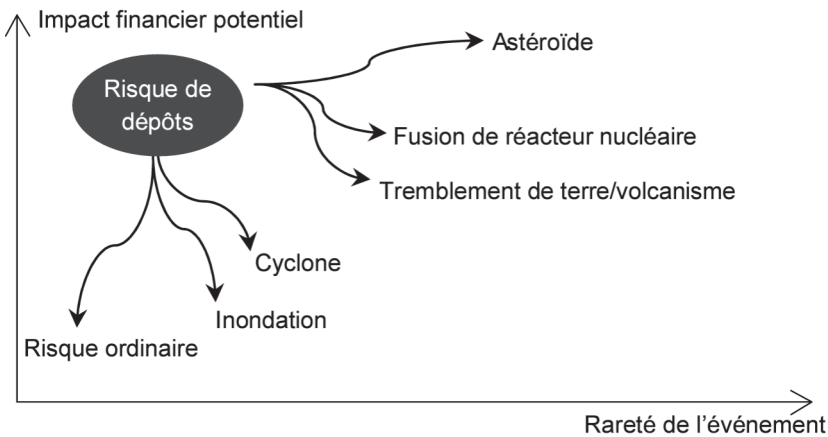 Impact financier potentiel
Astéroïde
Risque de
dépôts
Fusion de réacteur nucléaire
Tremblement de terre/volcanisme
Cyclone
Inondation
Risque ordinaire
Rareté de l’événement